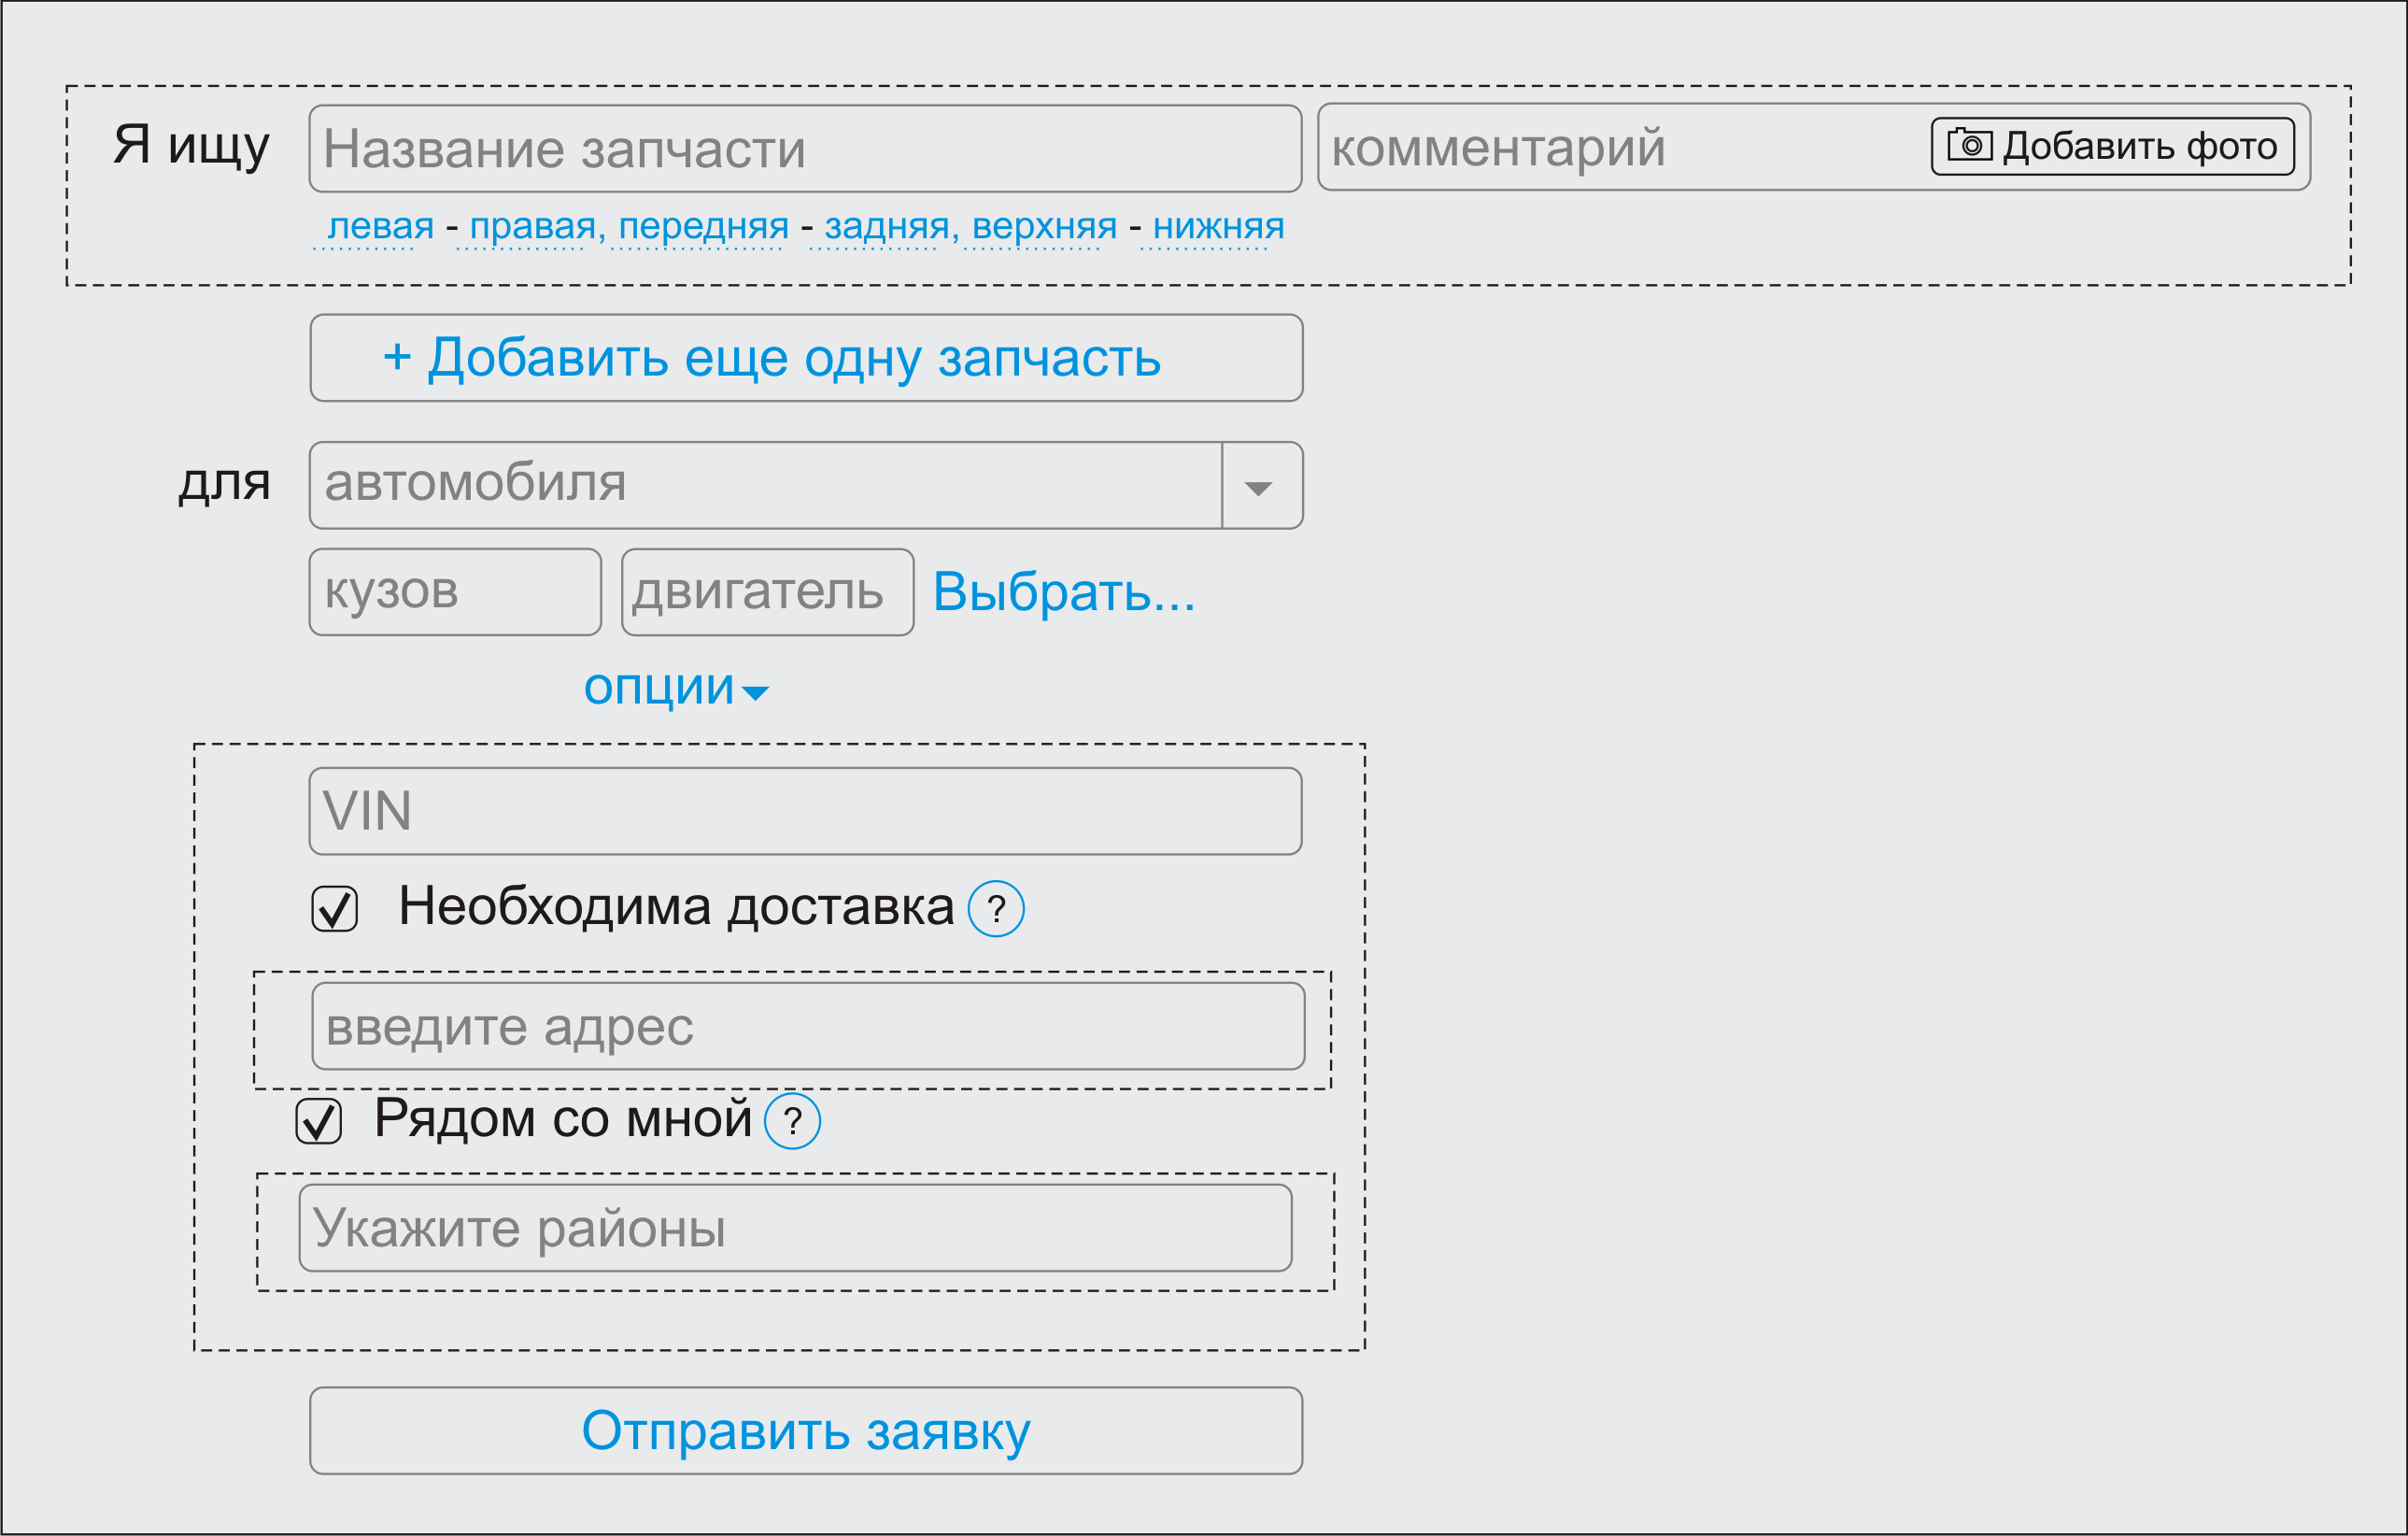 Я ищу Название запчасти комментарий Добавить фото
левая - правая, передняя - задняя, верхняя - нижняя
+ Добавить еще одну запчасть
для автомобиля
кузов двигатель Выбрать...
опции
VIN
Необходима доставка ?
введите адрес
Рядом со мной ?
Укажите районы
Отправить заявку